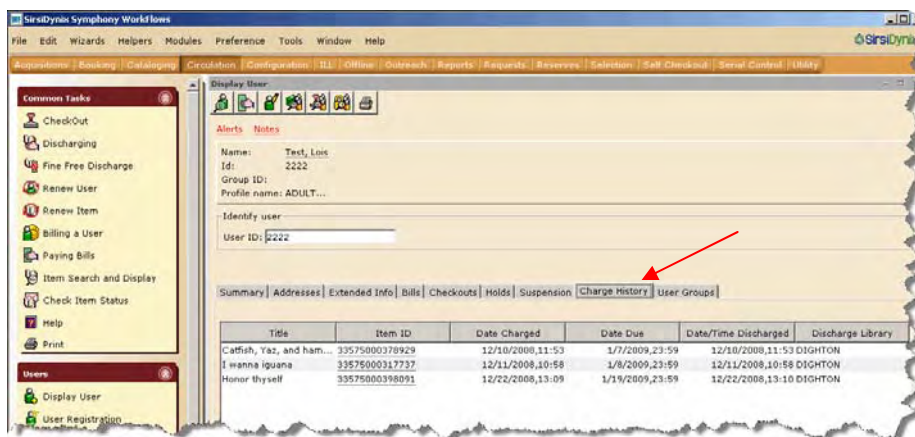 SirsiDynix Symphony WorkFlows
File Edit Wizards Helpers Modules Preference Tools Window Help
SirsiDynix
Acquisitions Booking Cataloging Circulation Configuration ILL Offline Outreach Reports Requests Reserves Selection Self Checkout Serial Control Utility
Common Tasks
CheckOut
Discharging
Fine Free Discharge
Renew User
Renew Item
Billing a User
Paying Bills
Item Search and Display
Check Item Status
Help
Print
Users
Display User
User Registration
Display User
Alerts Notes
Name: Test, Lois
Id: 2222
Group ID:
Profile name: ADULT...
Identify user
User ID: 2222
Summary Addresses Extended Info Bills Checkouts Holds Suspension Charge History User Groups
Title Item ID Date Charged Date Due Date/Time Discharged Discharge Library
Catfish, Yaz, and ham... 33575000378929 12/10/2008,11:53 1/7/2009,23:59 12/10/2008,11:53 DIGHTON
I wanna iguana 33575000317737 12/11/2008,10:58 1/8/2009,23:59 12/11/2008,10:58 DIGHTON
Honor thyself 33575000398091 12/22/2008,13:09 1/19/2009,23:59 12/22/2008,13:10 DIGHTON